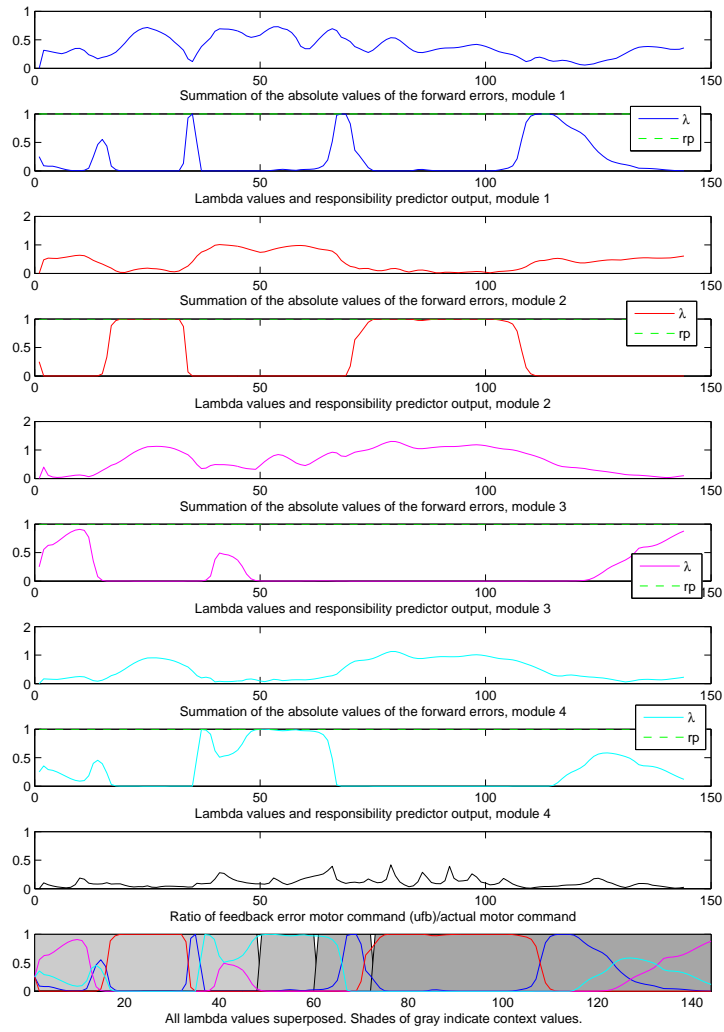 1
0.5
0
0 50 100 150
Summation of the absolute values of the forward errors, module 1
1
0.5
0
0 50 100 150
λ
rp
Lambda values and responsibility predictor output, module 1
2
1
0
0 50 100 150
Summation of the absolute values of the forward errors, module 2
1
0.5
0
0 50 100 150
λ
rp
Lambda values and responsibility predictor output, module 2
2
1
0
0 50 100 150
Summation of the absolute values of the forward errors, module 3
1
0.5
0
0 50 100 150
λ
rp
Lambda values and responsibility predictor output, module 3
2
1
0
0 50 100 150
Summation of the absolute values of the forward errors, module 4
1
0.5
0
0 50 100 150
λ
rp
Lambda values and responsibility predictor output, module 4
1
0.5
0
0 50 100 150
Ratio of feedback error motor command (ufb)/actual motor command
1
0.5
0
20 40 60 80 100 120 140
All lambda values superposed. Shades of gray indicate context values.